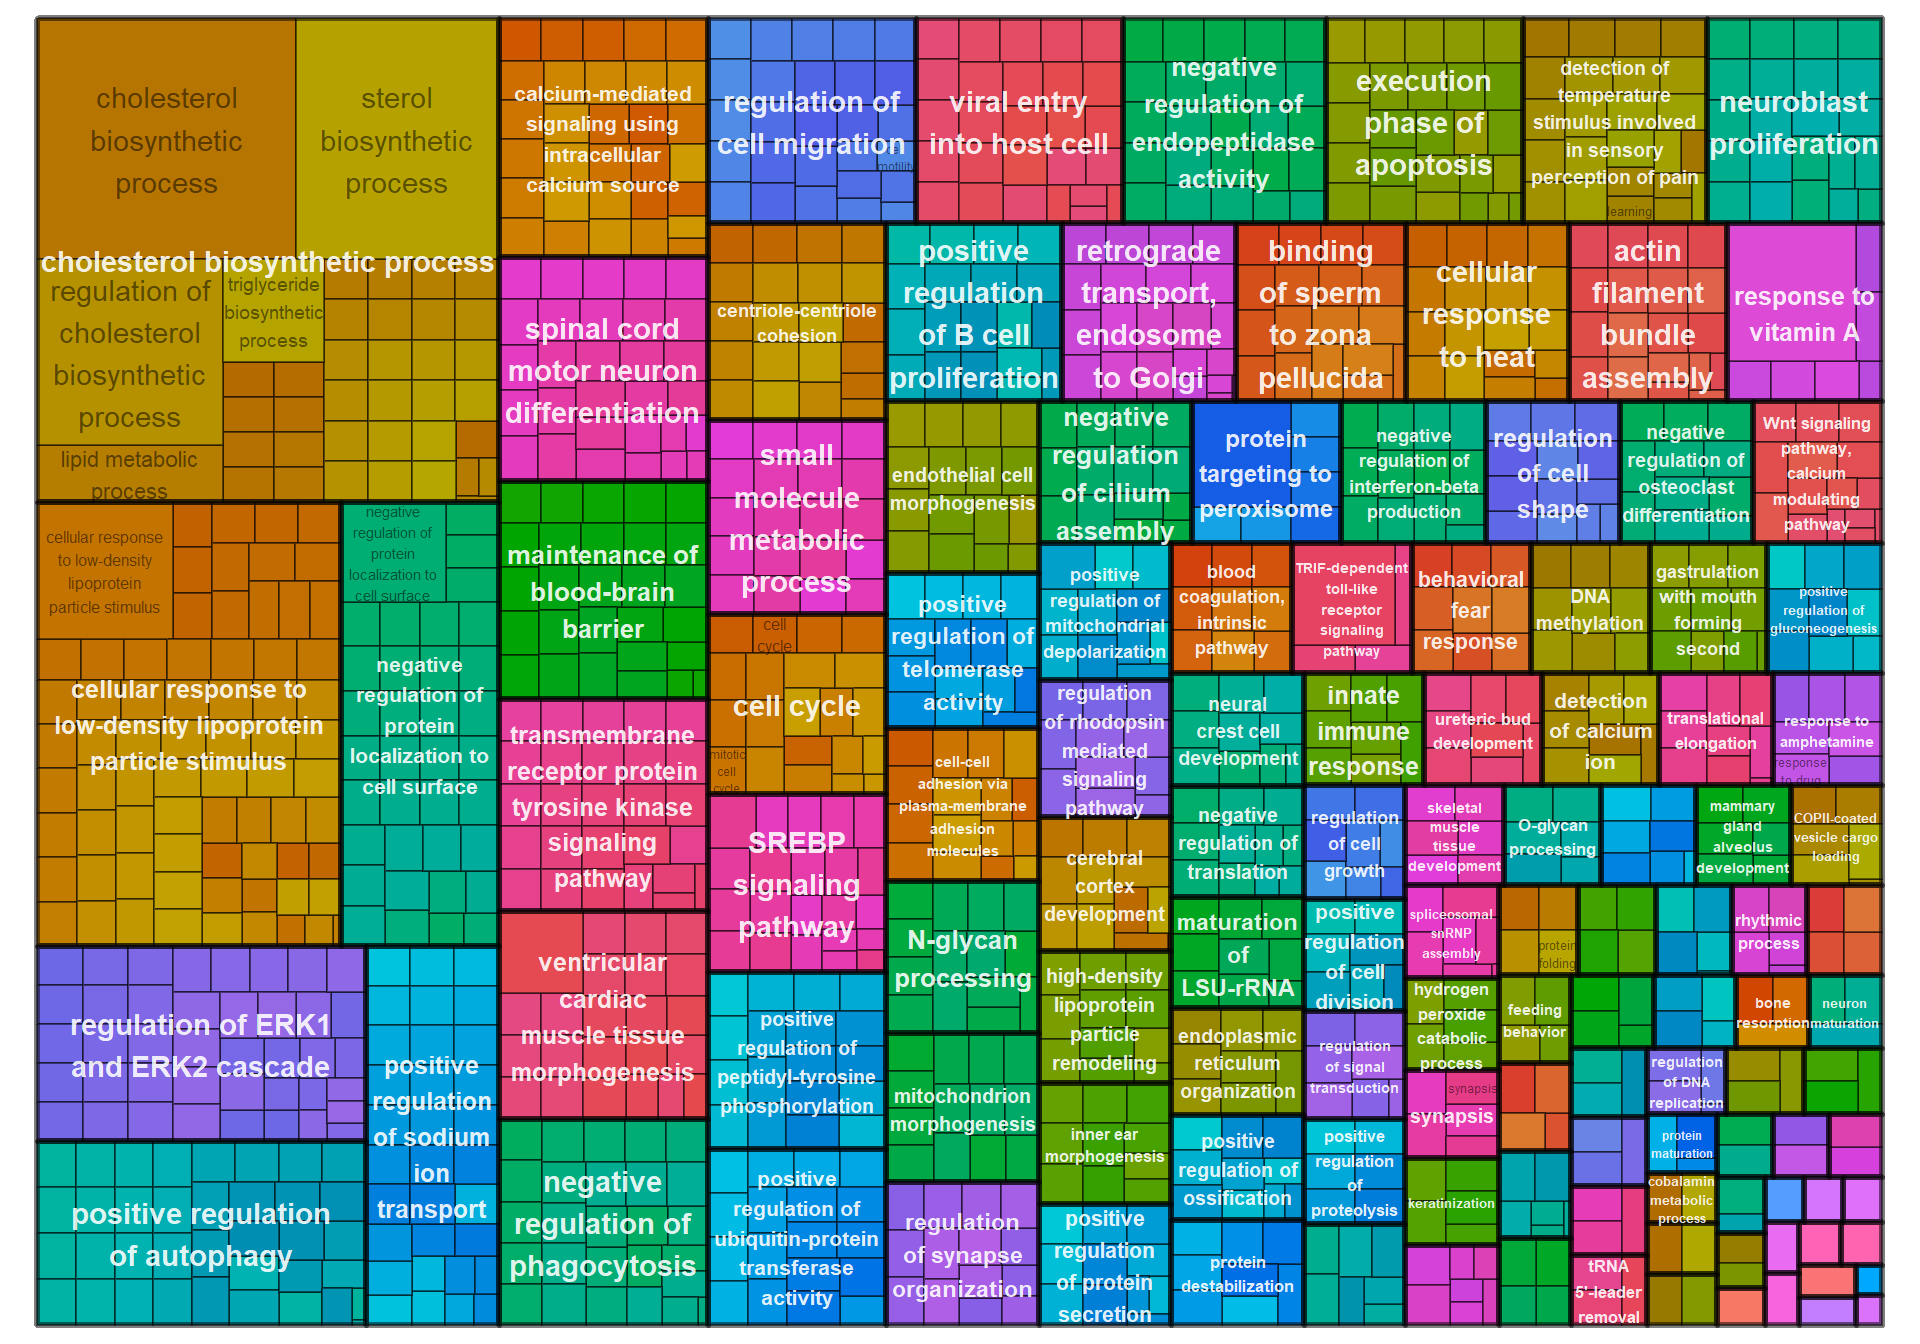 cholesterol
biosynthetic
process
sterol
biosynthetic
process
cholesterol biosynthetic process
regulation of
cholesterol
biosynthetic
process
triglyceride
biosynthetic
process
lipid metabolic
process
cellular response
to low-density
lipoprotein
particle stimulus
cellular response to
low-density lipoprotein
particle stimulus
negative
regulation of
protein
localization to
cell surface
negative
regulation of
protein
localization to
cell surface
regulation of ERK1
and ERK2 cascade
positive regulation
of autophagy
positive
regulation
of sodium
ion
transport
calcium-mediated
signaling using
intracellular
calcium source
spinal cord
motor neuron
differentiation
maintenance of
blood-brain
barrier
transmembrane
receptor protein
tyrosine kinase
signaling
pathway
ventricular
cardiac
muscle tissue
morphogenesis
negative
regulation of
phagocytosis
regulation of
cell migration
motility
viral entry
into host cell
negative
regulation of
endopeptidase
activity
execution
phase of
apoptosis
detection of
temperature
stimulus involved
in sensory
perception of pain
learning
neuroblast
proliferation
centriole-centriole
cohesion
small
molecule
metabolic
process
cell
cycle
cell cycle
mitotic
cell
cycle
SREBP
signaling
pathway
positive
regulation of
peptidyl-tyrosine
phosphorylation
positive
regulation of
ubiquitin-protein
transferase
activity
positive
regulation
of B cell
proliferation
retrograde
transport,
endosome
to Golgi
binding
of sperm
to zona
pellucida
cellular
response
to heat
actin
filament
bundle
assembly
response to
vitamin A
endothelial cell
morphogenesis
positive
regulation of
telomerase
activity
cell-cell
adhesion via
plasma-membrane
adhesion
molecules
N-glycan
processing
mitochondrion
morphogenesis
regulation
of synapse
organization
negative
regulation
of cilium
assembly
protein
targeting to
peroxisome
negative
regulation of
interferon-beta
production
regulation
of cell
shape
negative
regulation of
osteoclast
differentiation
Wnt signaling
pathway,
calcium
modulating
pathway
positive
regulation of
mitochondrial
depolarization
regulation
of rhodopsin
mediated
signaling
pathway
cerebral
cortex
development
high-density
lipoprotein
particle
remodeling
inner ear
morphogenesis
positive
regulation
of protein
secretion
blood
coagulation,
intrinsic
pathway
TRIF-dependent
toll-like
receptor
signaling
pathway
behavioral
fear
response
DNA
methylation
gastrulation
with mouth
forming
second
positive
regulation of
gluconeogenesis
neural
crest cell
development
innate
immune
response
ureteric bud
development
detection
of calcium
ion
translational
elongation
response to
amphetamine
response
to drug
negative
regulation of
translation
maturation
of
LSU-rRNA
endoplasmic
reticulum
organization
positive
regulation of
ossification
protein
destabilization
regulation
of cell
growth
positive
regulation
of cell
division
regulation
of signal
transduction
positive
regulation
of
proteolysis
skeletal
muscle
tissue
development
O-glycan
processing
mammary
gland
alveolus
development
COPII-coated
vesicle cargo
loading
spliceosomal
snRNP
assembly
protein
folding
rhythmic
process
hydrogen
peroxide
catabolic
process
feeding
behavior
bone
resorption
neuron
maturation
synapsis
synapsis
regulation
of DNA
replication
keratinization
protein
maturation
cobalamin
metabolic
process
tRNA
5'-leader
removal